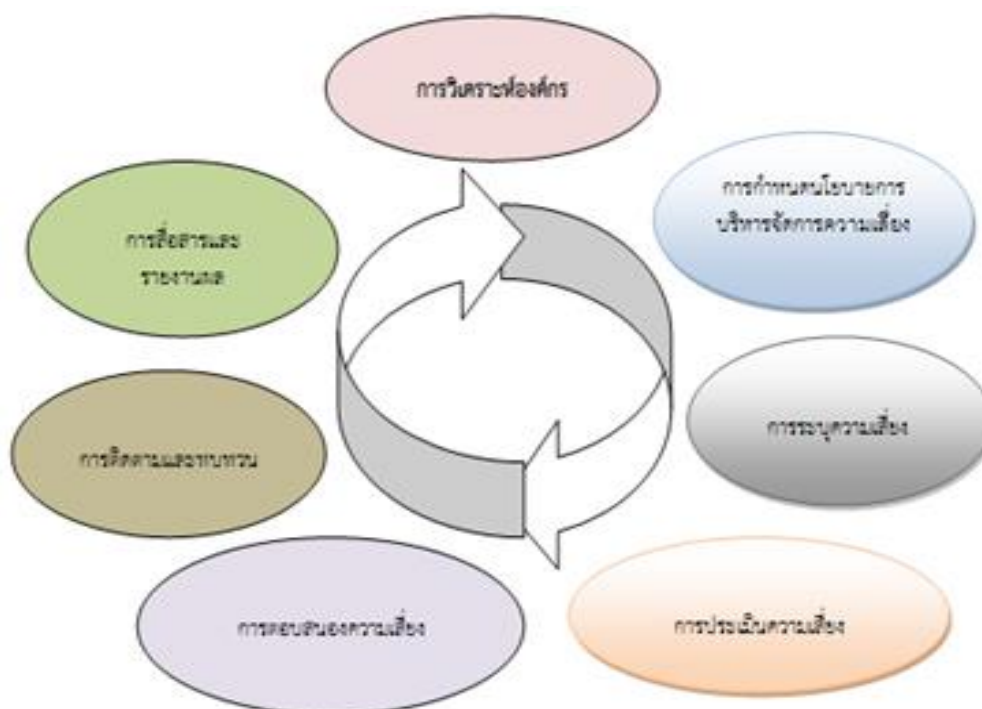 การวิเคราะห์องค์กร
การกำหนดนโยบายการ
บริหารจัดการความเสี่ยง
การระบุความเสี่ยง
การประเมินความเสี่ยง
การตอบสนองความเสี่ยง
การติดตามและทบทวน
การสื่อสารและ
รายงานผล